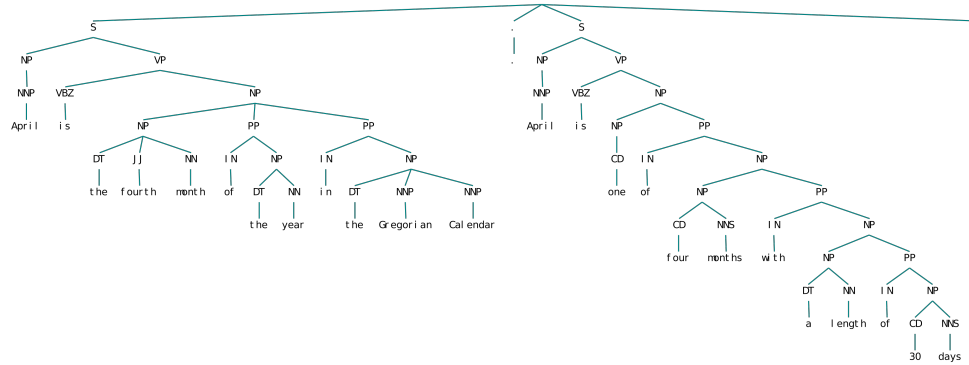 . S
S
. NP VP
NP VP
NNP VBZ NP
NNP VBZ NP
April is NP PP PP
April is NP PP
DT JJ NN IN NP IN NP
CD IN NP
the fourth month of DT NN in DT NNP NNP
one of NP PP
the year the Gregorian Calendar
CD NNS IN NP
four months with NP PP
DT NN IN NP
a length of CD NNS
30 days